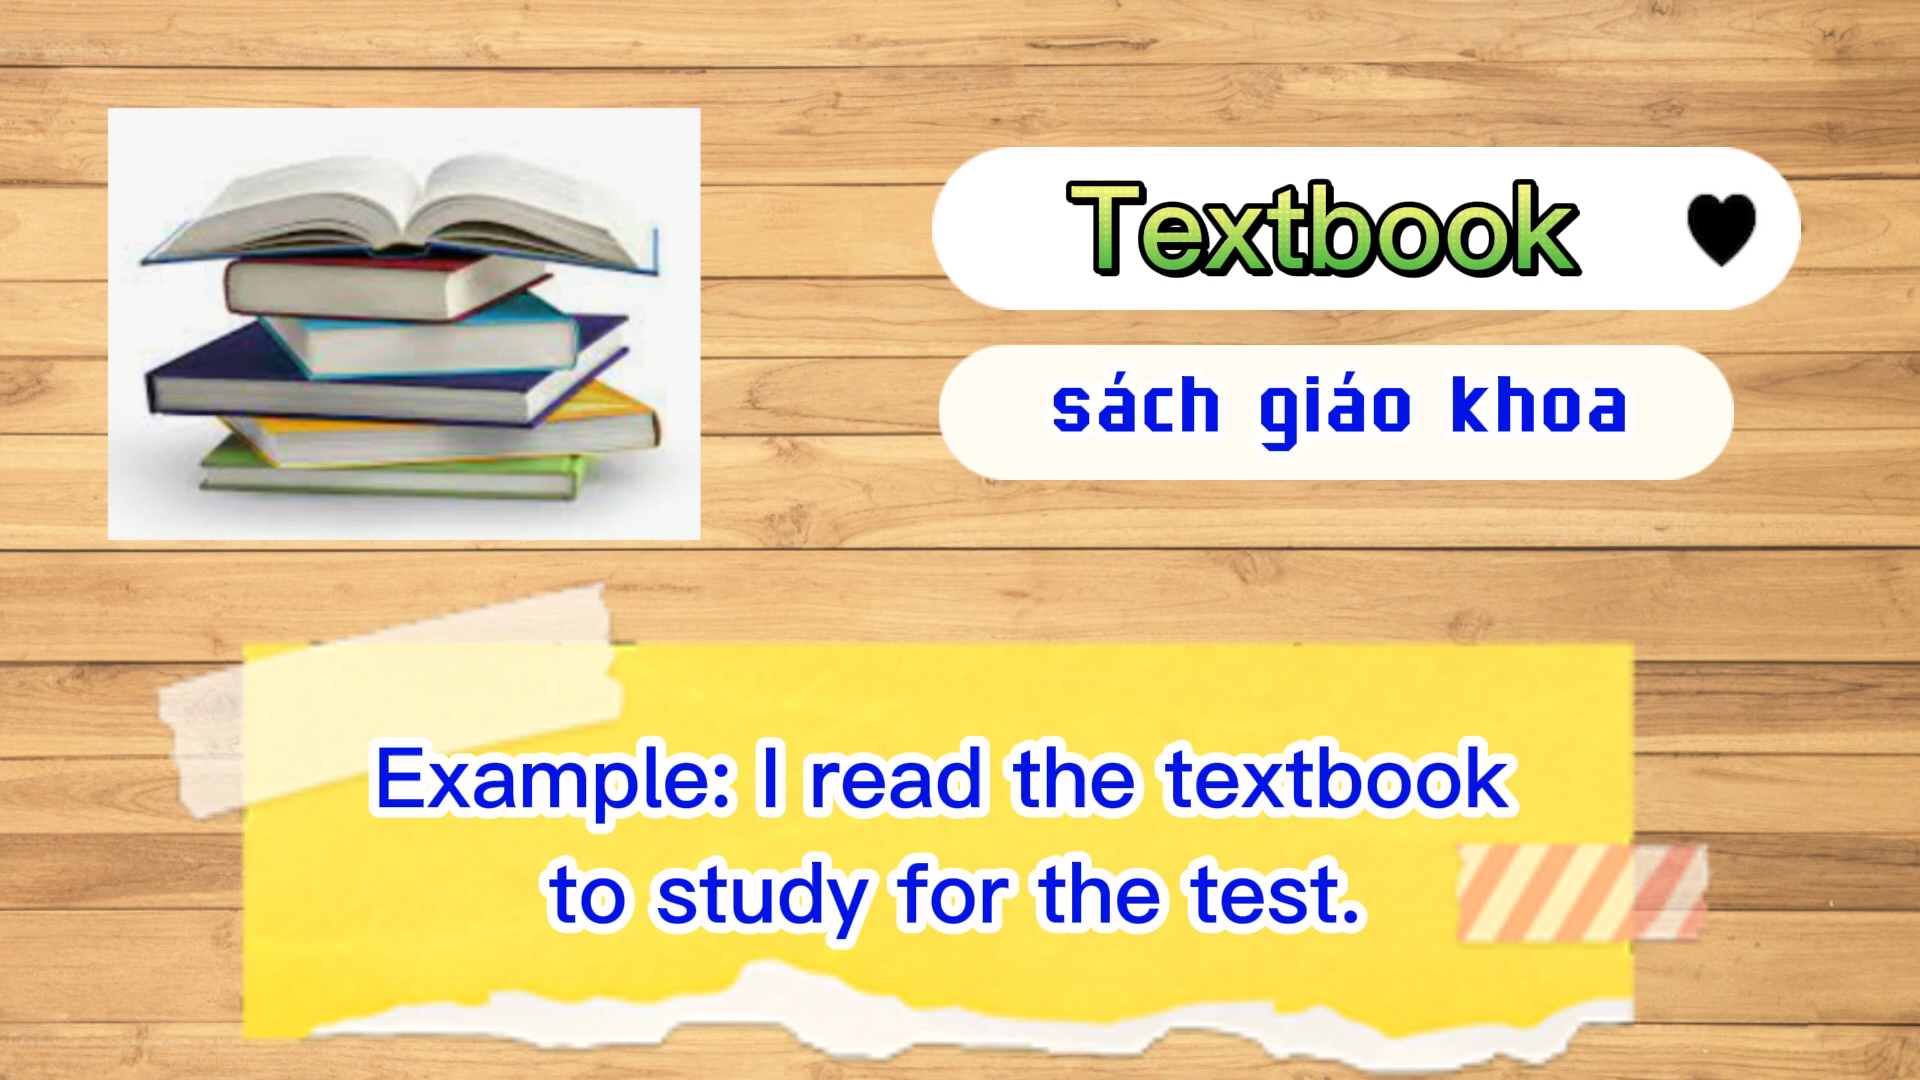 Textbook
sách giáo khoa
Example: I read the textbook
to study for the test.